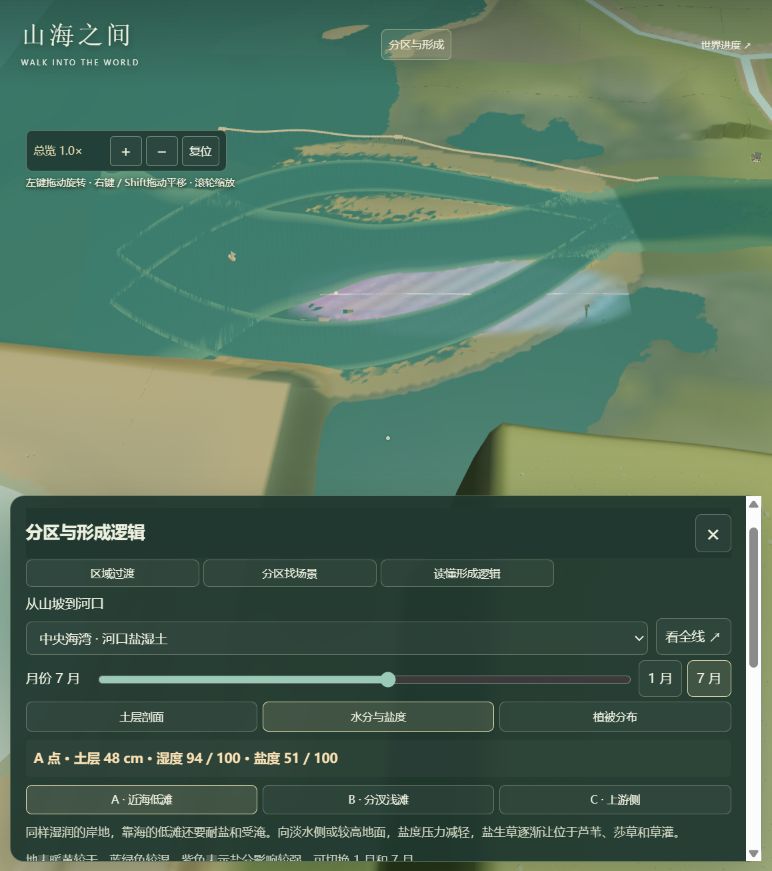 山海之间
WALK INTO THE WORLD
分区与形成
世界进度 ↗
总览 1.0×
+
−
复位
左键拖动旋转 · 右键 / Shift拖动平移 · 滚轮缩放
分区与形成逻辑
×
区域过渡
分区找场景
读懂形成逻辑
从山坡到河口
中央海湾 · 河口盐湿土
看全线 ↗
月份 7 月
1 月
7 月
土层剖面
水分与盐度
植被分布
A 点 • 土层 48 cm • 湿度 94 / 100 • 盐度 51 / 100
A · 近海低滩
B · 分汊浅滩
C · 上游侧
同样湿润的岸地，靠海的低滩还要耐盐和受淹。向淡水侧或较高地面，盐度压力减轻，盐生草逐渐让位于芦苇、莎草和草灌。